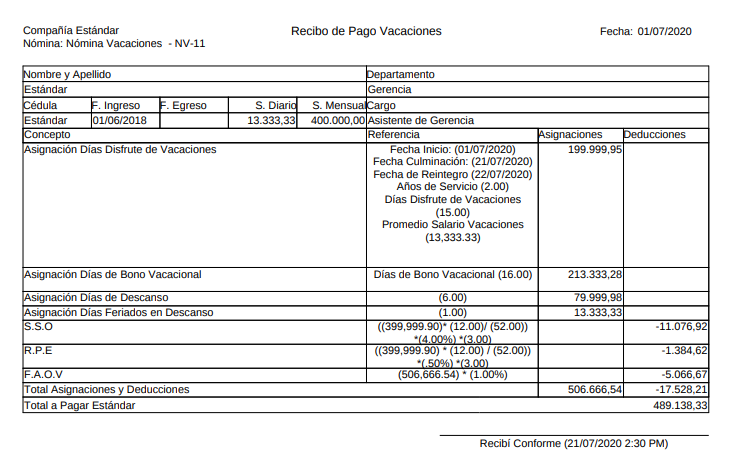 Compañía Estándar
Recibo de Pago Vacaciones
Fecha: 01/07/2020
Nómina: Nómina Vacaciones - NV-11
Nombre y Apellido Departamento
Estándar Gerencia
Cédula F. Ingreso F. Egreso S. Diario S. Mensual Cargo
Estándar 01/06/2018 13.333,33 400.000,00 Asistente de Gerencia
Concepto Referencia Asignaciones Deducciones
Asignación Días Disfrute de Vacaciones Fecha Inicio: (01/07/2020) 199.999,95
Fecha Culminación: (21/07/2020)
Fecha de Reintegro (22/07/2020)
Años de Servicio (2.00)
Días Disfrute de Vacaciones
(15.00)
Promedio Salario Vacaciones
(13,333.33)
Asignación Días de Bono Vacacional Días de Bono Vacacional (16.00) 213.333,28
Asignación Días de Descanso (6.00) 79.999,98
Asignación Días Feriados en Descanso (1.00) 13.333,33
S.S.O ((399,999.90)* (12.00)/ (52.00)) -11.076,92
*(4.00%) *(3.00)
R.P.E ((399,999.90) * (12.00) / (52.00)) -1.384,62
*(.50%) *(3.00)
F.A.O.V (506,666.54) * (1.00%) -5.066,67
Total Asignaciones y Deducciones 506.666,54 -17.528,21
Total a Pagar Estándar 489.138,33
Recibí Conforme (21/07/2020 2:30 PM)